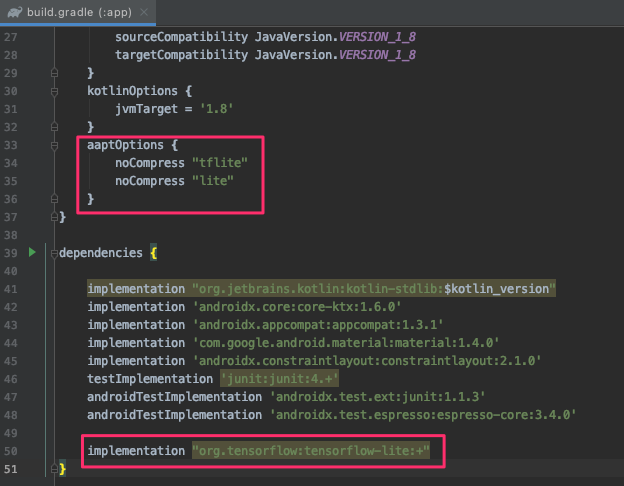 build.gradle (:app)
27 sourceCompatibility JavaVersion.VERSION_1_8
28 targetCompatibility JavaVersion.VERSION_1_8
29 }
30 kotlinOptions {
31 jvmTarget = '1.8'
32 }
33 aaptOptions {
34 noCompress "tflite"
35 noCompress "lite"
36 }
37 }
38
39 dependencies {
40
41 implementation "org.jetbrains.kotlin:kotlin-stdlib:$kotlin_version"
42 implementation 'androidx.core:core-ktx:1.6.0'
43 implementation 'androidx.appcompat:appcompat:1.3.1'
44 implementation 'com.google.android.material:material:1.4.0'
45 implementation 'androidx.constraintlayout:constraintlayout:2.1.0'
46 testImplementation 'junit:junit:4.+'
47 androidTestImplementation 'androidx.test.ext:junit:1.1.3'
48 androidTestImplementation 'androidx.test.espresso:espresso-core:3.4.0'
49
50 implementation "org.tensorflow:tensorflow-lite:+"
51 }